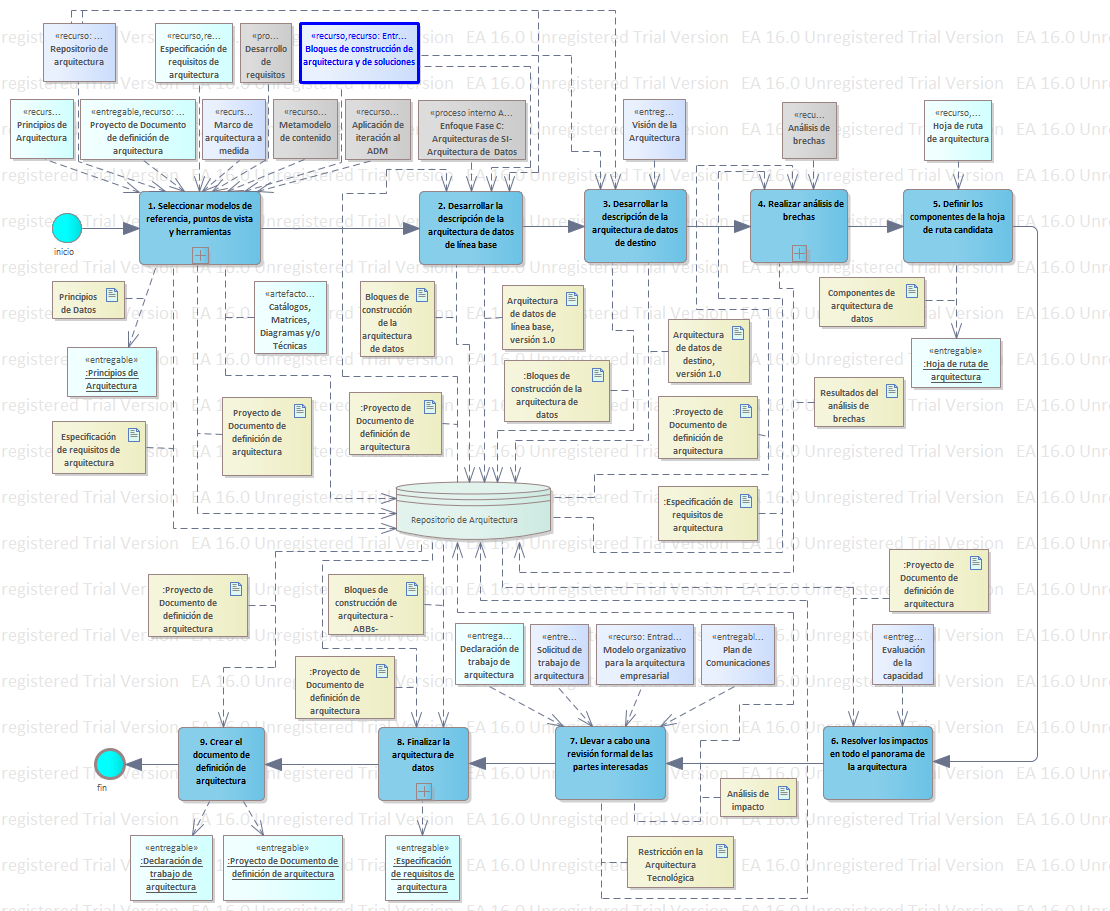 «recurso: ...
Repositorio de
arquitectura
«recurso,re...
Especificación de
requisitos de
arquitectura
«pro...
Desarrollo
de
requisitos
«recurso,recurso: Entr...
Bloques de construcción de
arquitectura y de soluciones
«recurs...
Principios de
Arquitectura
«entregable,recurso: ...
Proyecto de Documento
de definición de
arquitectura
«recurs...
Marco de
arquitectura a
medida
«recurso...
Metamodelo
de contenido
«recurso...
Aplicación de
iteración al
ADM
«proceso interno A...
Enfoque Fase C:
Arquitecturas de SI-
Arquitectura de Datos
«entreg...
Visión de la
Arquitectura
«recu...
Análisis de
brechas
«recurso,...
Hoja de ruta
de arquitectura
inicio
1. Seleccionar modelos de
referencia, puntos de vista
y herramientas
2. Desarrollar la
descripción de la
arquitectura de datos
de línea base
3. Desarrollar la
descripción de la
arquitectura de datos
de destino
4. Realizar análisis de
brechas
5. Definir los
componentes de la hoja
de ruta candidata
Principios
de Datos
«entregable»
:Principios de
Arquitectura
«artefacto...
Catálogos,
Matrices,
Diagramas y/o
Técnicas
Bloques de
construcción
de la
arquitectura
de datos
Arquitectura
de datos de
línea base,
versión 1.0
:Bloques de
construcción de la
arquitectura de
datos
Arquitectura
de datos de
destino,
versión 1.0
Componentes de
arquitectura de
datos
«entregable»
:Hoja de ruta de
arquitectura
Resultados del
análisis de
brechas
Especificación
de requisitos de
arquitectura
Proyecto de
Documento de
definición de
arquitectura
:Proyecto de
Documento de
definición de
arquitectura
:Proyecto de
Documento de
definición de
arquitectura
Repositorio de Arquitectura
:Especificación de
requisitos de
arquitectura
:Proyecto de
Documento de
definición de
arquitectura
Bloques de
construcción de
arquitectura -
ABBs-
:Proyecto de
Documento de
definición de
arquitectura
:Proyecto de
Documento de
definición de
arquitectura
«entrega...
Declaración de
trabajo de
arquitectura
«entre...
Solicitud de
trabajo de
arquitectura
«recurso: Entrad...
Modelo organizativo
para la arquitectura
empresarial
«entregabl...
Plan de
Comunicaciones
«entreg...
Evaluación
de la
capacidad
fin
9. Crear el
documento de
definición de
arquitectura
8. Finalizar la
arquitectura de
datos
7. Llevar a cabo una
revisión formal de las
partes interesadas
6. Resolver los impactos
en todo el panorama de
la arquitectura
Análisis de
impacto
Restricción en la
Arquitectura
Tecnológica
«entregable»
:Declaración de
trabajo de
arquitectura
«entregable»
:Proyecto de Documento de
definición de arquitectura
«entregable»
:Especificación
de requisitos de
arquitectura
EA 16.0 Unregistered Trial Version